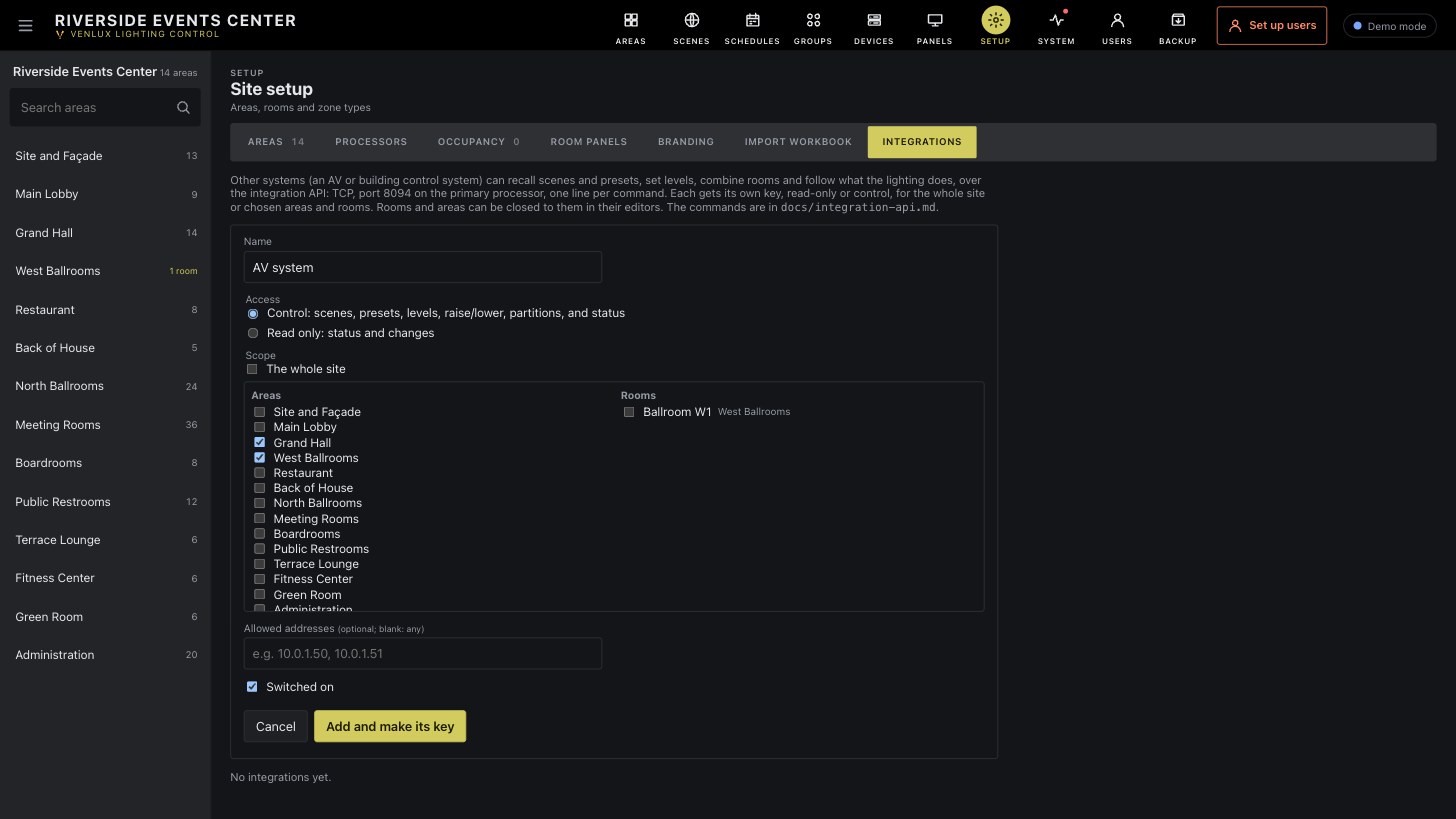 RIVERSIDE EVENTS CENTER
VENLUX LIGHTING CONTROL
AREAS
SCENES
SCHEDULES
GROUPS
DEVICES
PANELS
SETUP
SYSTEM
USERS
BACKUP
Set up users
Demo mode
Riverside Events Center 14 areas
Search areas
Site and Façade 13
Main Lobby 9
Grand Hall 14
West Ballrooms 1 room
Restaurant 8
Back of House 5
North Ballrooms 24
Meeting Rooms 36
Boardrooms 8
Public Restrooms 12
Terrace Lounge 6
Fitness Center 6
Green Room 6
Administration 20
SETUP
Site setup
Areas, rooms and zone types
AREAS 14
PROCESSORS
OCCUPANCY 0
ROOM PANELS
BRANDING
IMPORT WORKBOOK
INTEGRATIONS
Other systems (an AV or building control system) can recall scenes and presets, set levels, combine rooms and follow what the lighting does, over
the integration API: TCP, port 8094 on the primary processor, one line per command. Each gets its own key, read-only or control, for the whole site
or chosen areas and rooms. Rooms and areas can be closed to them in their editors. The commands are in docs/integration-api.md.
Name
AV system
Access
Control: scenes, presets, levels, raise/lower, partitions, and status
Read only: status and changes
Scope
The whole site
Areas
Site and Façade
Main Lobby
Grand Hall
West Ballrooms
Restaurant
Back of House
North Ballrooms
Meeting Rooms
Boardrooms
Public Restrooms
Terrace Lounge
Fitness Center
Green Room
Administration
Rooms
Ballroom W1 West Ballrooms
Allowed addresses (optional; blank: any)
e.g. 10.0.1.50, 10.0.1.51
Switched on
Cancel
Add and make its key
No integrations yet.